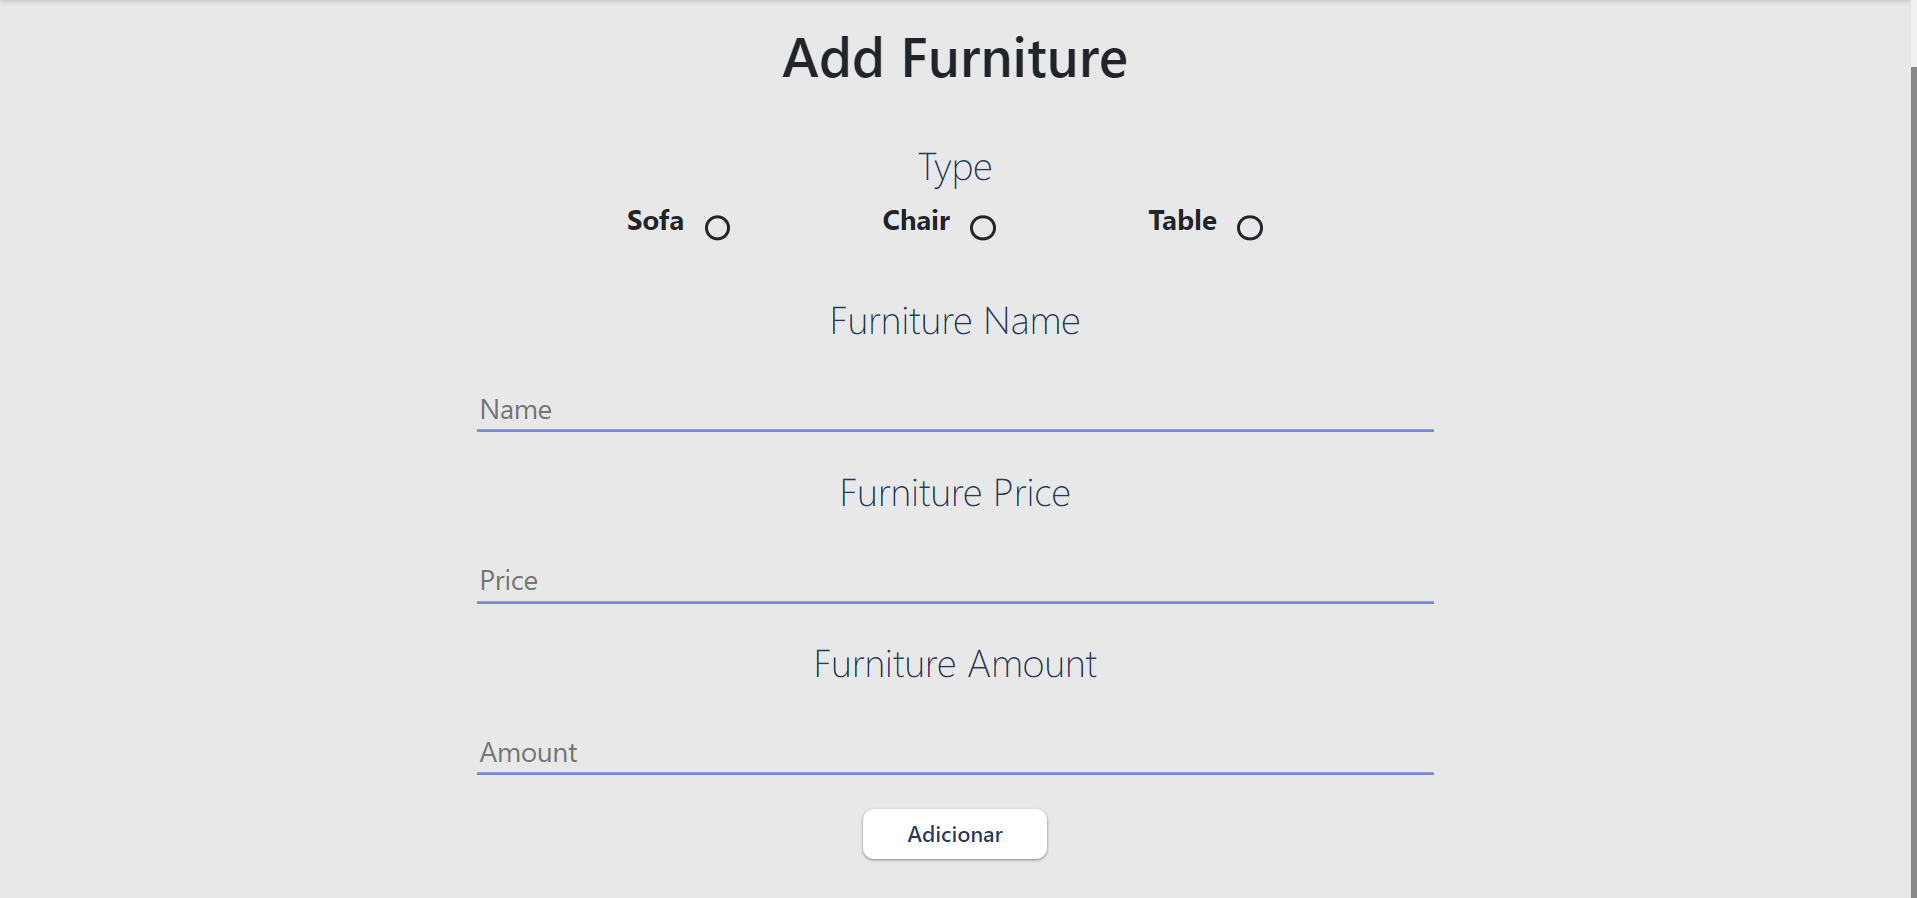 Add Furniture
Type
Sofa Chair Table
Furniture Name
Name
Furniture Price
Price
Furniture Amount
Amount
Adicionar